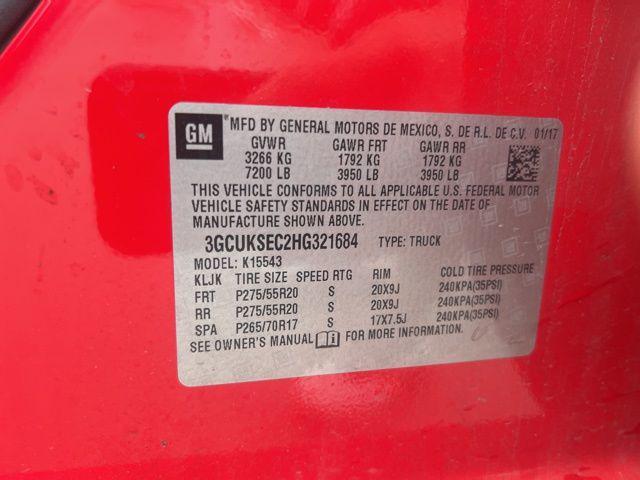 GM ®MFD BY GENERAL MOTORS DE MEXICO, S. DE R.L. DE C.V. 01/17
GVWR GAWR FRT GAWR RR
3266 KG 1792 KG 1792 KG
7200 LB 3950 LB 3950 LB
THIS VEHICLE CONFORMS TO ALL APPLICABLE U.S. FEDERAL MOTOR
VEHICLE SAFETY STANDARDS IN EFFECT ON THE DATE OF
MANUFACTURE SHOWN ABOVE.
3GCUKSEC2HG321684 TYPE: TRUCK
MODEL: K15543
KLJK TIRE SIZE SPEED RTG RIM COLD TIRE PRESSURE
FRT P275/55R20 S 20X9J 240KPA(35PSI)
RR P275/55R20 S 20X9J 240KPA(35PSI)
SPA P265/70R17 S 17X7.5J 240KPA(35PSI)
SEE OWNER'S MANUAL FOR MORE INFORMATION.